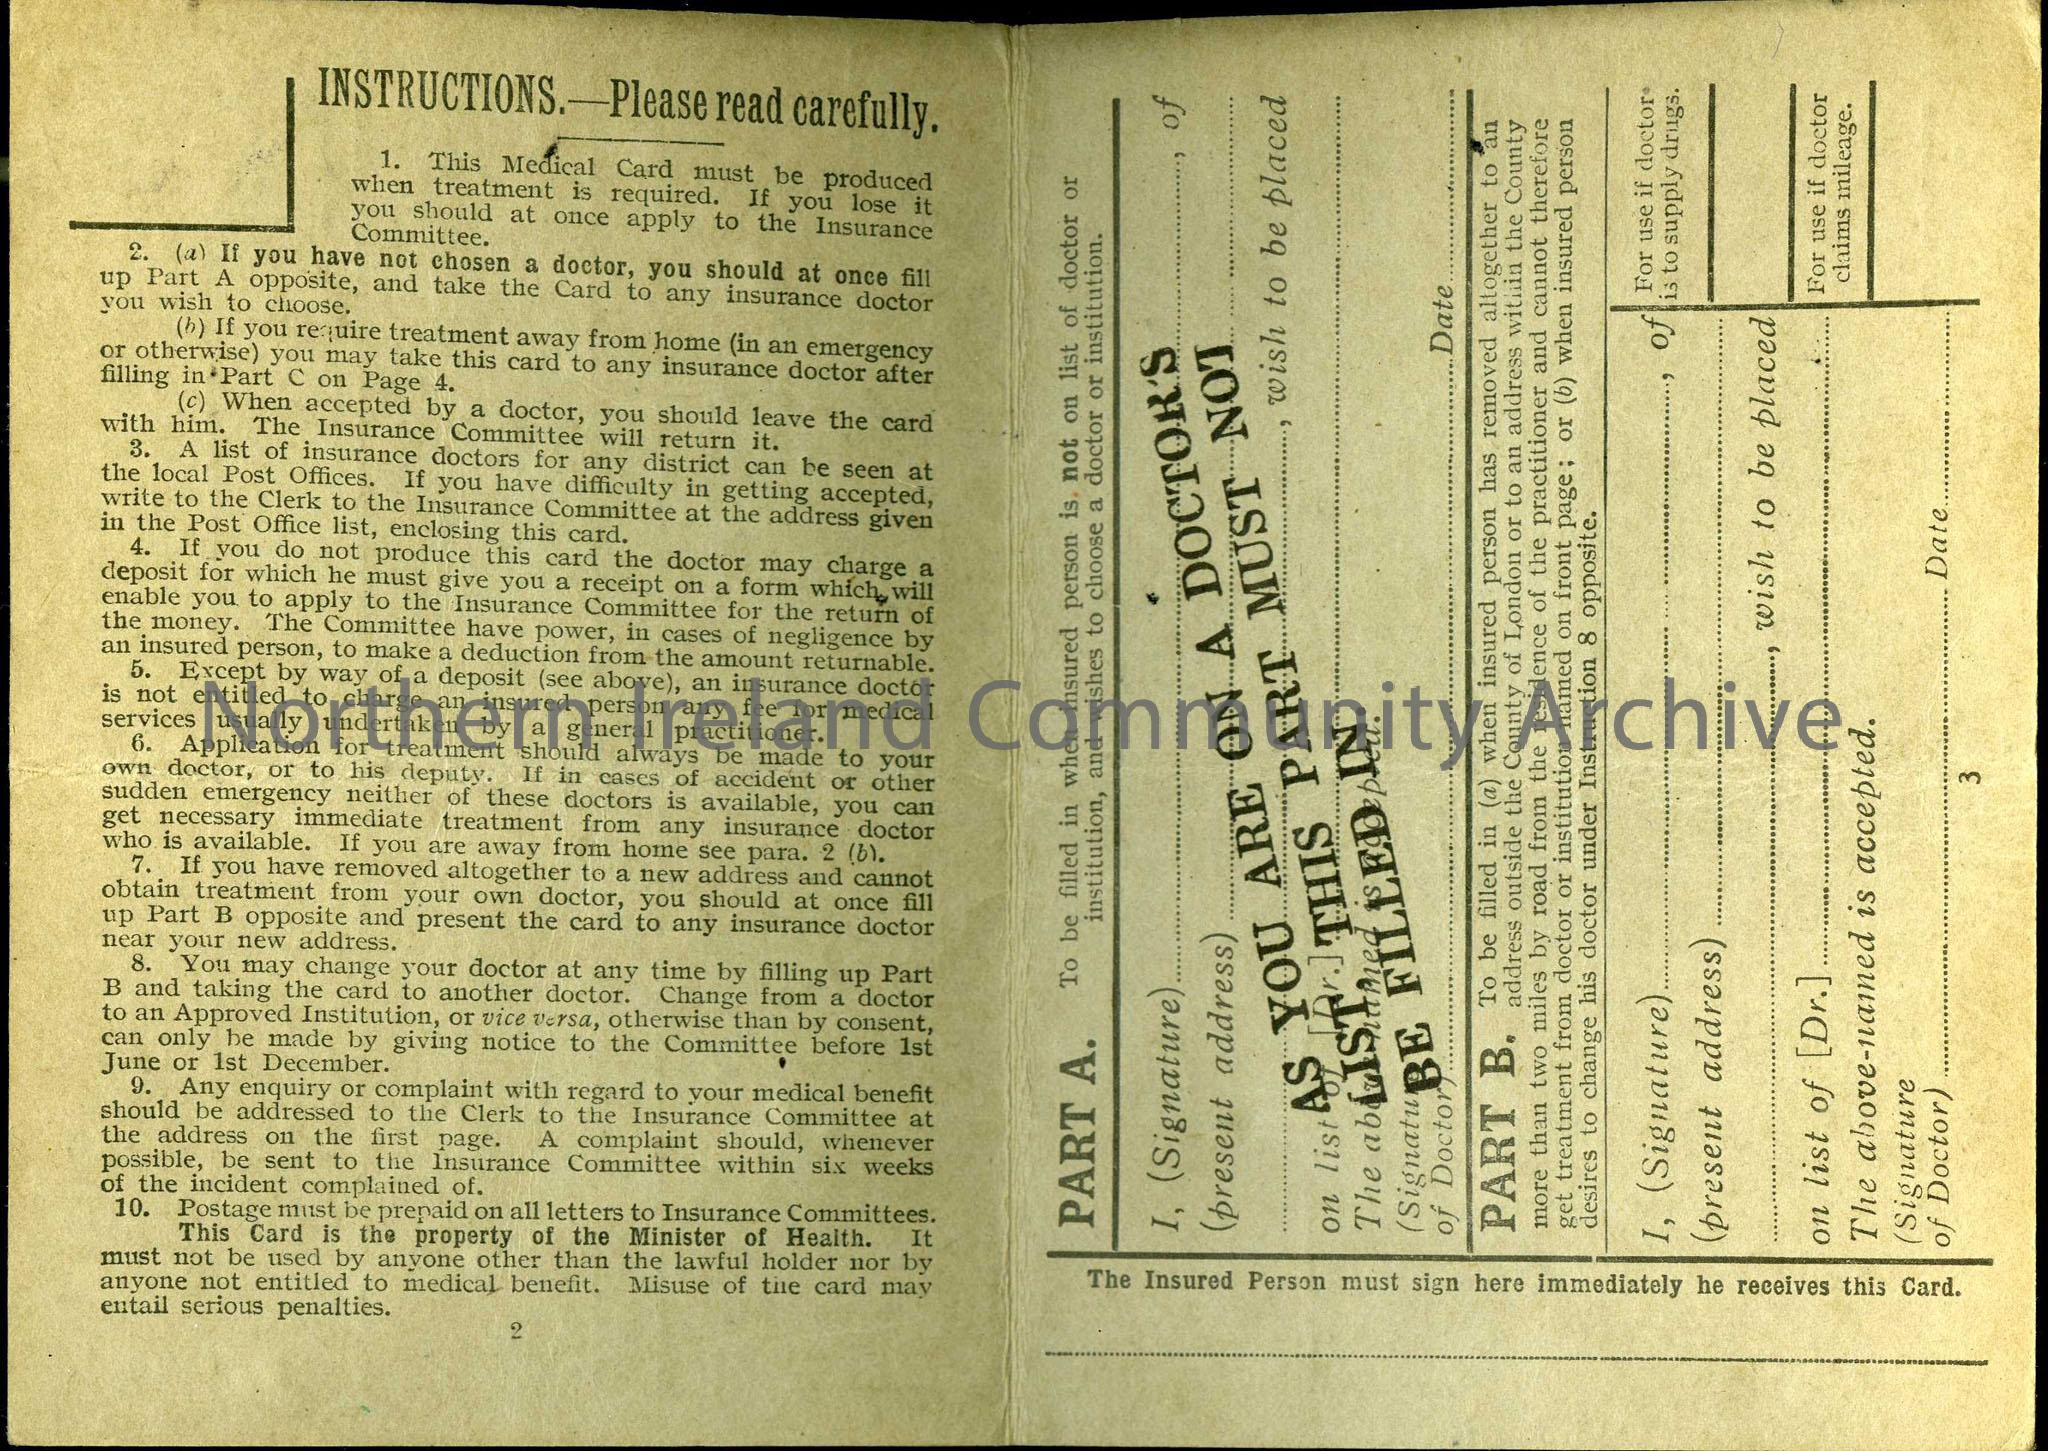 INSTRUCTIONS.—Please read carefully.
1. This Medical Card must be produced
when treatment is required. If you lose it
you should at once apply to the Insurance
Committee.
2. (a) If you have not chosen a doctor, you should at once fill
up Part A opposite, and take the Card to any insurance doctor
you wish to choose.
(b) If you require treatment away from home (in an emergency
or otherwise) you may take this card to any insurance doctor after
filling in Part C on Page 4.
(c) When accepted by a doctor, you should leave the card
with him. The Insurance Committee will return it.
3. A list of insurance doctors for any district can be seen at
the local Post Offices. If you have difficulty in getting accepted,
write to the Clerk to the Insurance Committee at the address given
in the Post Office list, enclosing this card.
4. If you do not produce this card the doctor may charge a
deposit for which he must give you a receipt on a form which will
enable you to apply to the Insurance Committee for the return of
the money. The Committee have power, in cases of negligence by
an insured person, to make a deduction from the amount returnable.
5. Except by way of a deposit (see above), an insurance doctor
is not entitled to charge an insured person any fee for medical
services usually undertaken by a general practitioner.
6. Application for treatment should always be made to your
own doctor, or to his deputy. If in cases of accident or other
sudden emergency neither of these doctors is available, you can
get necessary immediate treatment from any insurance doctor
who is available. If you are away from home see para. 2 (b).
7. If you have removed altogether to a new address and cannot
obtain treatment from your own doctor, you should at once fill
up Part B opposite and present the card to any insurance doctor
near your new address.
8. You may change your doctor at any time by filling up Part
B and taking the card to another doctor. Change from a doctor
to an Approved Institution, or vice versa, otherwise than by consent,
can only be made by giving notice to the Committee before 1st
June or 1st December.
9. Any enquiry or complaint with regard to your medical benefit
should be addressed to the Clerk to the Insurance Committee at
the address on the first page. A complaint should, whenever
possible, be sent to the Insurance Committee within six weeks
of the incident complained of.
10. Postage must be prepaid on all letters to Insurance Committees.
This Card is the property of the Minister of Health. It
must not be used by anyone other than the lawful holder nor by
anyone not entitled to medical benefit. Misuse of the card may
entail serious penalties.
2
PART A. To be filled in when insured person is not on list of doctor or
institution, and wishes to choose a doctor or institution.
I, (Signature)..............., of
(present address)...............
..............., wish to be placed
on list of [Dr.]...............
The above-named is accepted.
(Signature
of Doctor)...............Date...............
AS YOU ARE ON A DOCTOR'S
LIST, THIS PART MUST NOT
BE FILLED IN
PART B. To be filled in (a) when insured person has removed altogether to an
address outside the County of London or to an address within the County
more than two miles by road from the residence of the practitioner and cannot therefore
get treatment from doctor or institution named on front page; or (b) when insured person
desires to change his doctor under Instruction 8 opposite.
I, (Signature)..............., of
(present address)...............
..............., wish to be placed
on list of [Dr.]...............
The above-named is accepted.
(Signature
of Doctor)...............Date...............
For use if doctor
is to supply drugs.
For use if doctor
claims mileage.
3
The Insured Person must sign here immediately he receives this Card.
Northern Ireland Community Archive